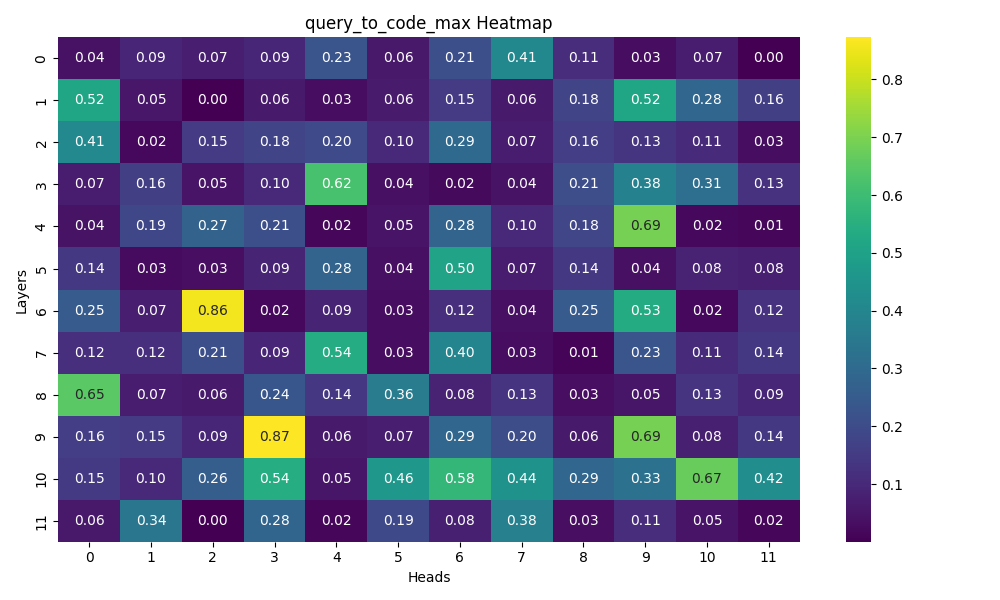 query_to_code_max Heatmap
0 0.04 0.09 0.07 0.09 0.23 0.06 0.21 0.41 0.11 0.03 0.07 0.00
1 0.52 0.05 0.00 0.06 0.03 0.06 0.15 0.06 0.18 0.52 0.28 0.16
2 0.41 0.02 0.15 0.18 0.20 0.10 0.29 0.07 0.16 0.13 0.11 0.03
3 0.07 0.16 0.05 0.10 0.62 0.04 0.02 0.04 0.21 0.38 0.31 0.13
4 0.04 0.19 0.27 0.21 0.02 0.05 0.28 0.10 0.18 0.69 0.02 0.01
5 0.14 0.03 0.03 0.09 0.28 0.04 0.50 0.07 0.14 0.04 0.08 0.08
6 0.25 0.07 0.86 0.02 0.09 0.03 0.12 0.04 0.25 0.53 0.02 0.12
7 0.12 0.12 0.21 0.09 0.54 0.03 0.40 0.03 0.01 0.23 0.11 0.14
8 0.65 0.07 0.06 0.24 0.14 0.36 0.08 0.13 0.03 0.05 0.13 0.09
9 0.16 0.15 0.09 0.87 0.06 0.07 0.29 0.20 0.06 0.69 0.08 0.14
10 0.15 0.10 0.26 0.54 0.05 0.46 0.58 0.44 0.29 0.33 0.67 0.42
11 0.06 0.34 0.00 0.28 0.02 0.19 0.08 0.38 0.03 0.11 0.05 0.02
0 1 2 3 4 5 6 7 8 9 10 11
Heads
Layers
0.8
0.7
0.6
0.5
0.4
0.3
0.2
0.1